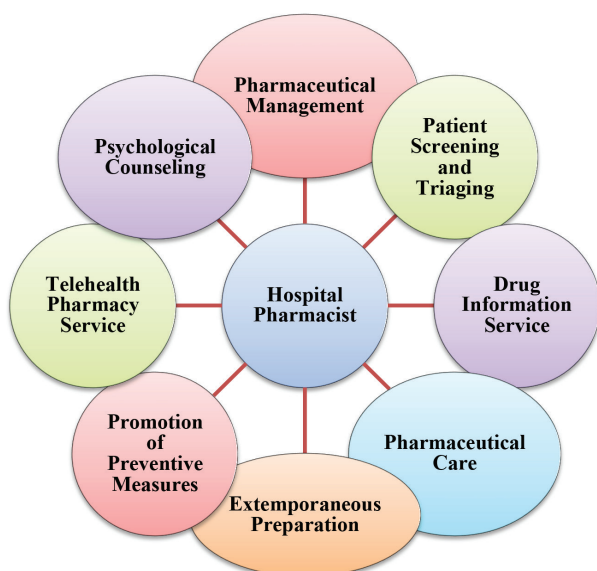 Pharmaceutical
Management
Patient
Screening
and
Triaging
Drug
Information
Service
Pharmaceutical
Care
Extemporaneous
Preparation
Promotion
of
Preventive
Measures
Telehealth
Pharmacy
Service
Psychological
Counseling
Hospital
Pharmacist